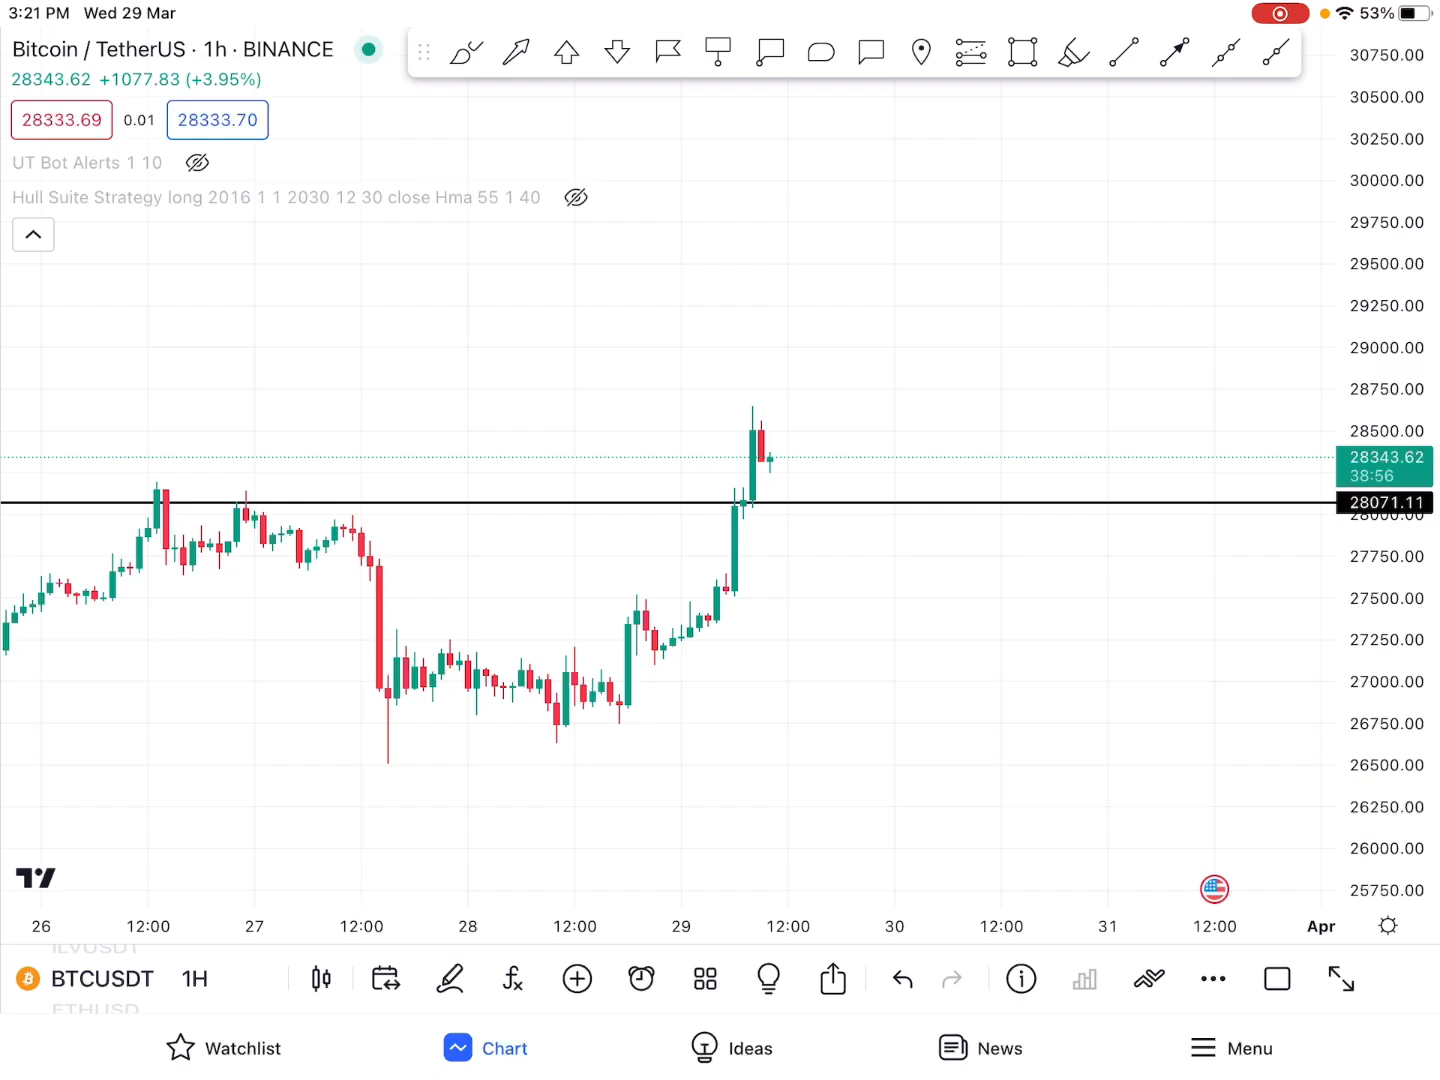 3:21 PM Wed 29 Mar
53%
Bitcoin / TetherUS · 1h · BINANCE
28343.62 +1077.83 (+3.95%)
28333.69 0.01 28333.70
UT Bot Alerts 1 10
Hull Suite Strategy long 2016 1 1 2030 12 30 close Hma 55 1 40
30750.00
30500.00
30250.00
30000.00
29750.00
29500.00
29250.00
29000.00
28750.00
28500.00
28343.62
38:56
28071.11
28000.00
27750.00
27500.00
27250.00
27000.00
26750.00
26500.00
26250.00
26000.00
25750.00
26 12:00 27 12:00 28 12:00 29 12:00 30 12:00 31 12:00 Apr
ILVUSDT
BTCUSDT 1H
ETHUSD
Watchlist Chart Ideas News Menu